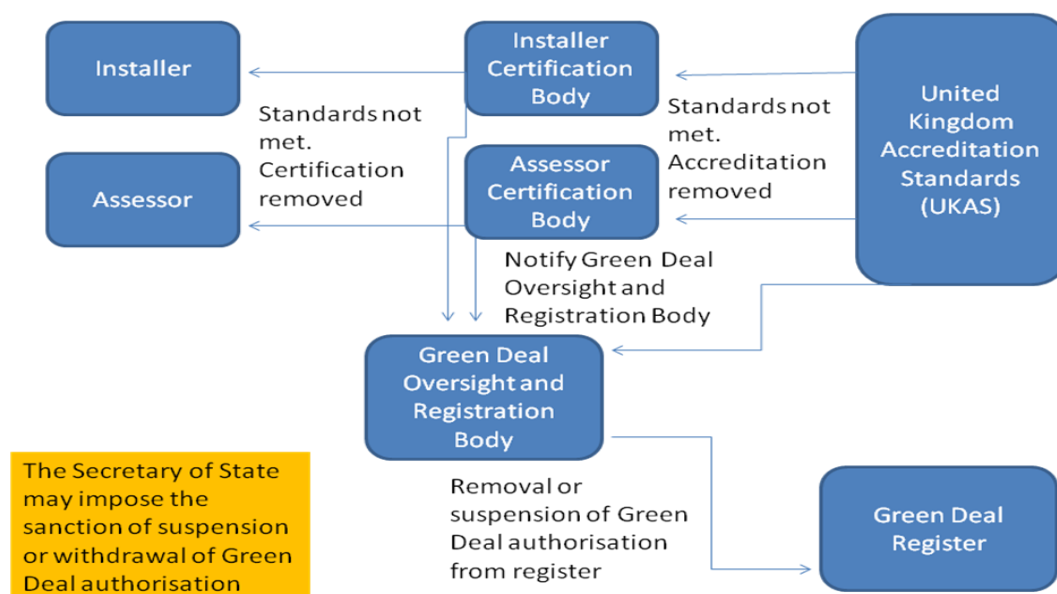 Installer
Installer
Certification
Body
United
Kingdom
Accreditation
Standards
(UKAS)
Standards not
met.
Certification
removed
Standards not
met.
Accreditation
removed
Assessor
Assessor
Certification
Body
Notify Green Deal
Oversight and
Registration Body
Green Deal
Oversight and
Registration
Body
The Secretary of State
may impose the
sanction of suspension
or withdrawal of Green
Deal authorisation
Removal or
suspension of Green
Deal authorisation
from register
Green Deal
Register